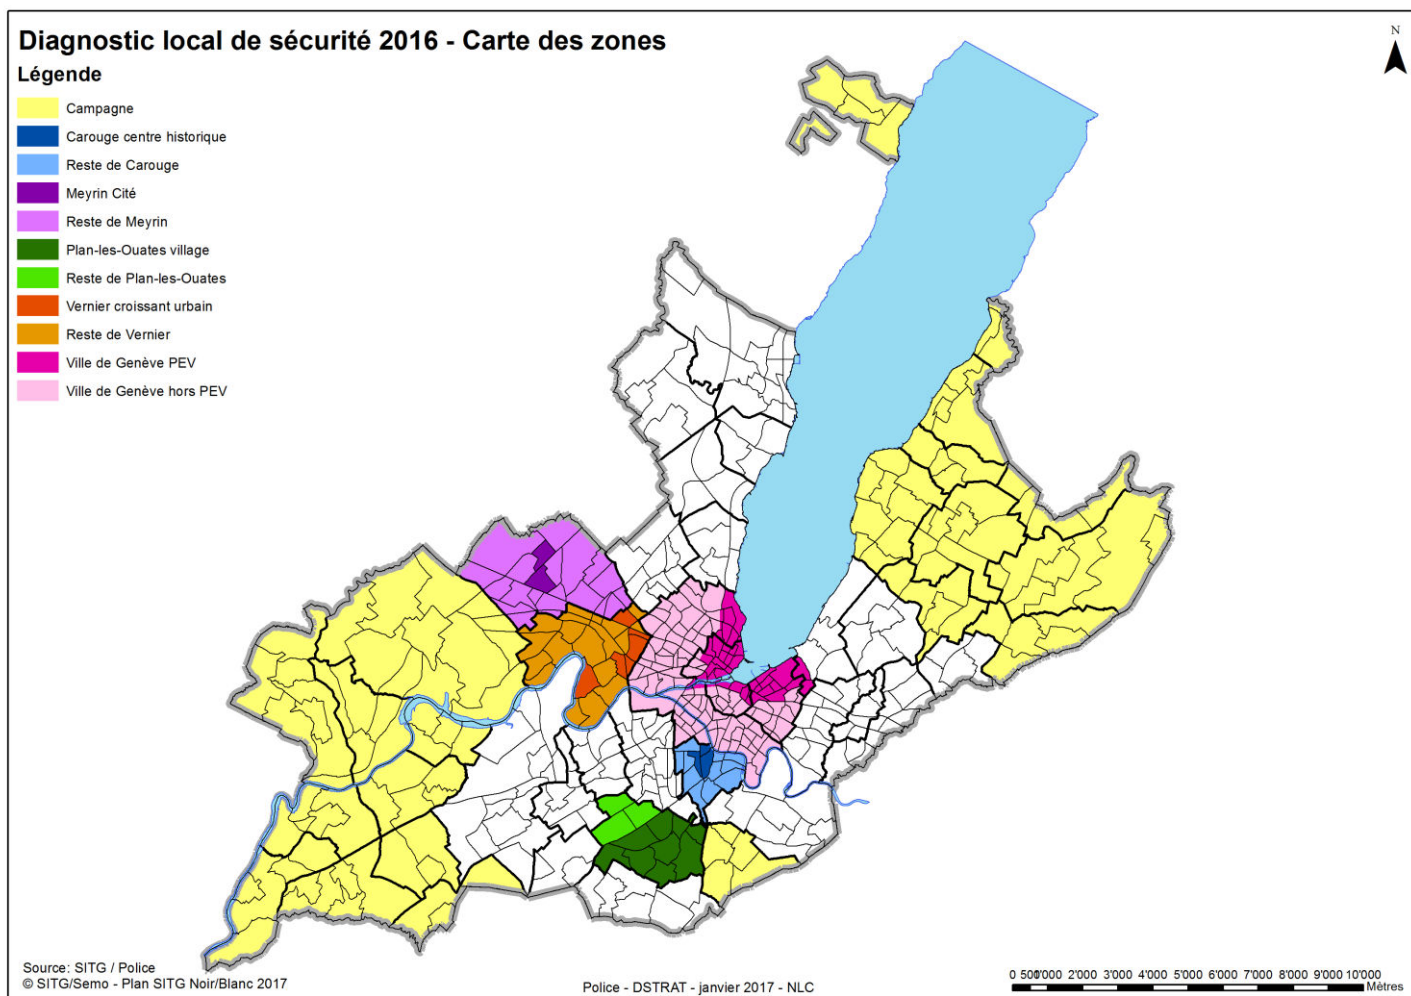 Diagnostic local de sécurité 2016 - Carte des zones
Légende
Campagne
Carouge centre historique
Reste de Carouge
Meyrin Cité
Reste de Meyrin
Plan-les-Ouates village
Reste de Plan-les-Ouates
Vernier croissant urbain
Reste de Vernier
Ville de Genève PEV
Ville de Genève hors PEV
N
Source: SITG / Police
© SITG/Semo - Plan SITG Noir/Blanc 2017
Police - DSTRAT - janvier 2017 - NLC
0 500 1'000 2'000 3'000 4'000 5'000 6'000 7'000 8'000 9'000 10'000
Mètres